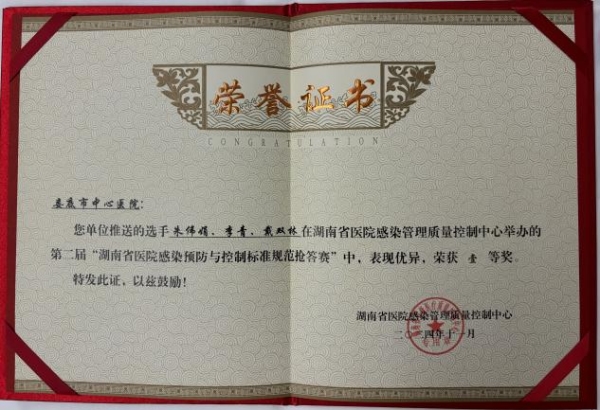 荣誉证书
CONGRATULATION
娄底市中心医院:
您单位推送的选手朱伟娟、李青、戴双林在湖南省医院感染管理质量控制中心举办的
第二届“湖南省医院感染预防与控制标准规范抢答赛”中，表现优异，荣获 壹 等奖。
特发此证，以兹鼓励!
湖南省医院感染管理质量控制中心
二〇二四年十一月